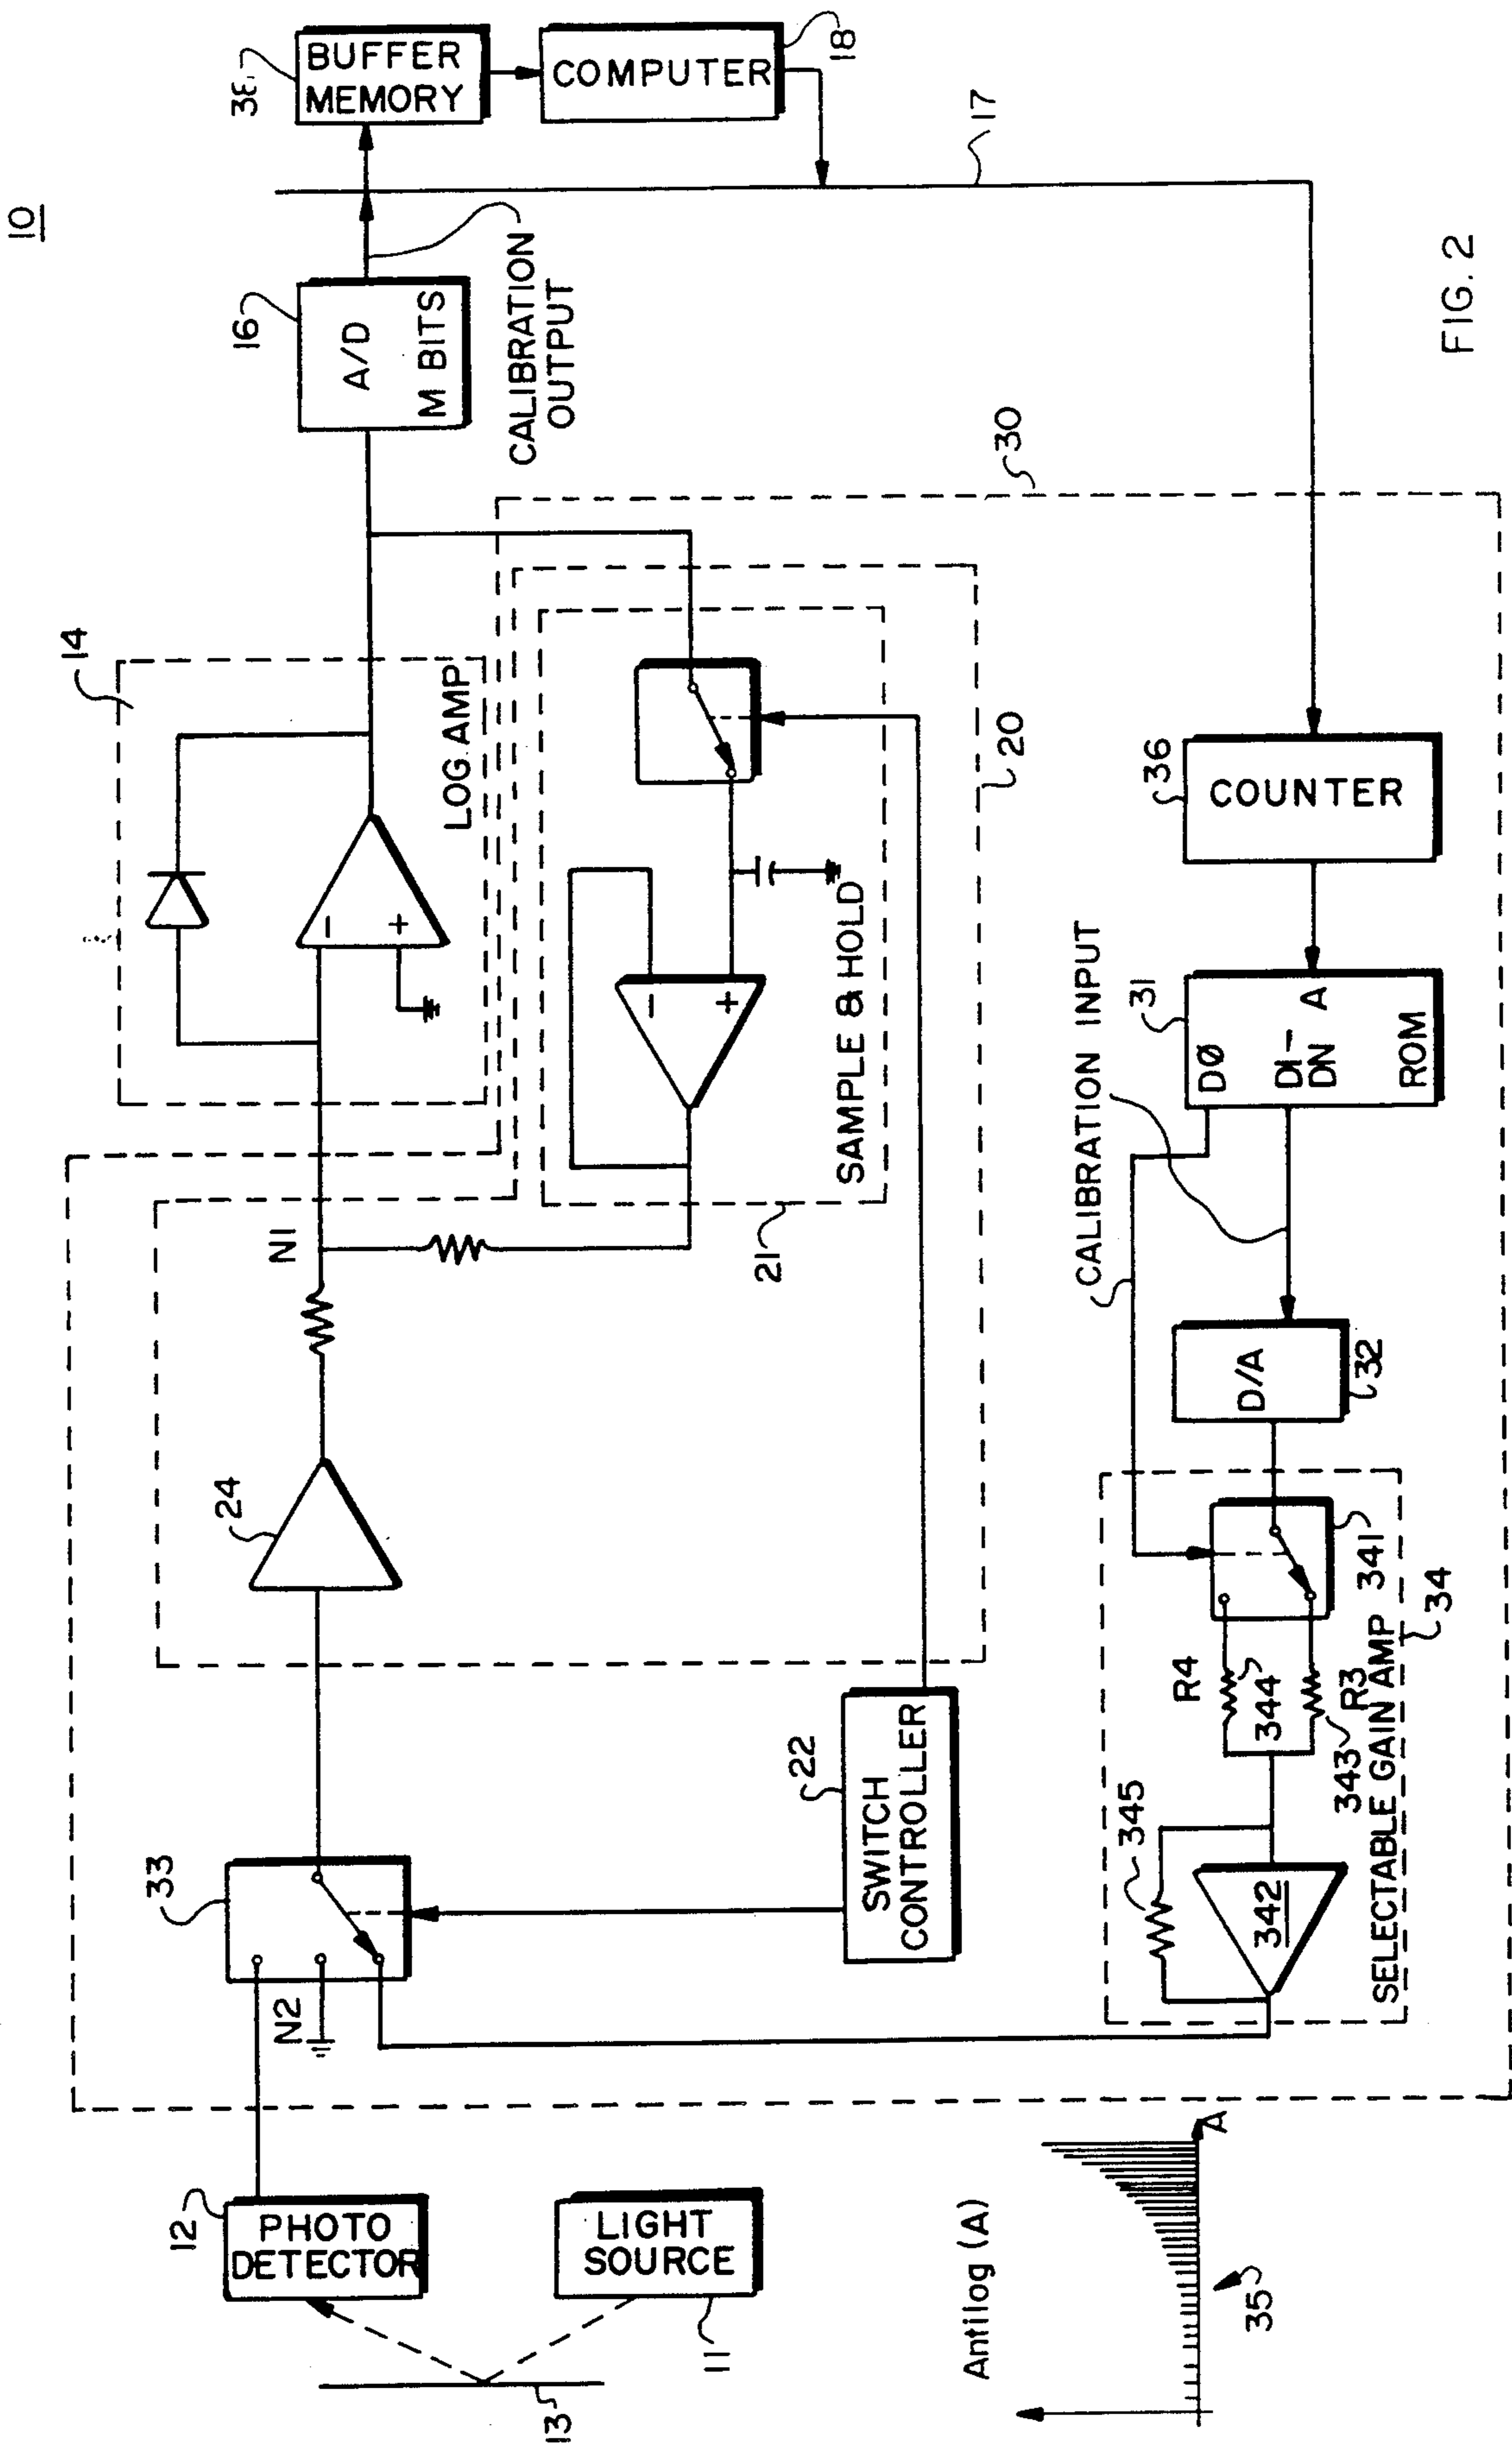 10
38
BUFFER
MEMORY
COMPUTER
18
17
16
A/D
M BITS
CALIBRATION
OUTPUT
14
LOG AMP
−
+
30
20
−
+
SAMPLE & HOLD
21
N1
24
33
N2
22
SWITCH
CONTROLLER
12
PHOTO
DETECTOR
LIGHT
SOURCE
11
13
36
COUNTER
CALIBRATION INPUT
31
DØ
D1-
DN
A
ROM
D/A
32
341
34
R4
344
R3
343
345
342
SELECTABLE GAIN AMP
Antilog (A)
A
35
FIG. 2